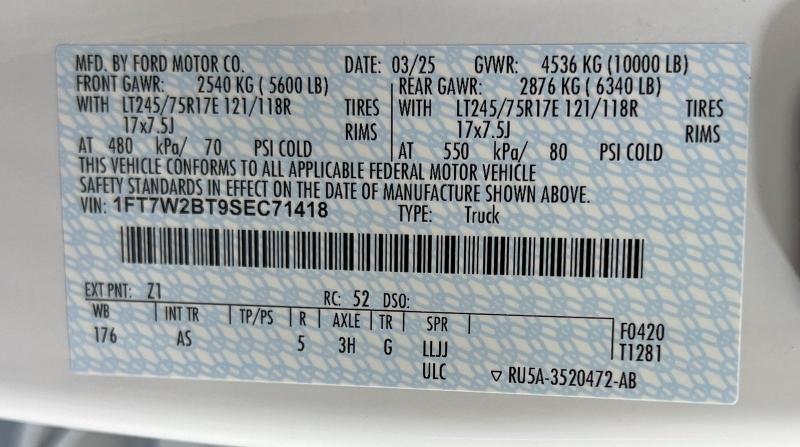 MFD. BY FORD MOTOR CO. DATE: 03/25 GVWR: 4536 KG (10000 LB)
FRONT GAWR: 2540 KG ( 5600 LB) REAR GAWR: 2876 KG ( 6340 LB)
WITH LT245/75R17E 121/118R TIRES WITH LT245/75R17E 121/118R TIRES
17x7.5J RIMS 17x7.5J RIMS
AT 480 kPa/ 70 PSI COLD AT 550 kPa/ 80 PSI COLD
THIS VEHICLE CONFORMS TO ALL APPLICABLE FEDERAL MOTOR VEHICLE
SAFETY STANDARDS IN EFFECT ON THE DATE OF MANUFACTURE SHOWN ABOVE.
VIN: 1FT7W2BT9SEC71418 TYPE: Truck
EXT PNT: Z1 RC: 52 DSO:
WB INT TR TP/PS R AXLE TR SPR F0420
176 AS 5 3H G LLJJ T1281
ULC ▽ RU5A-3520472-AB